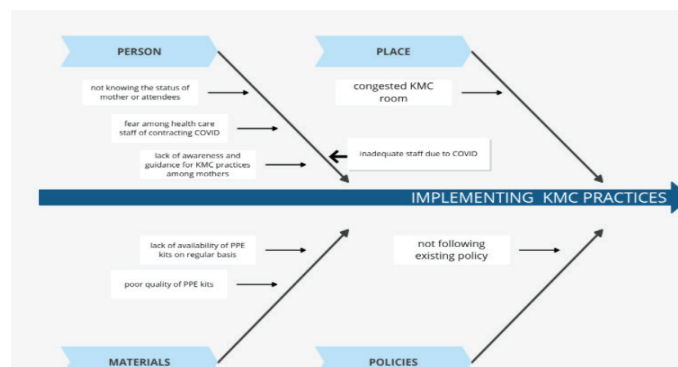 PERSON
PLACE
not knowing the status of
mother or attendees
congested KMC
room
fear among health care
staff of contracting COVID
lack of awareness and
guidance for KMC practices
among mothers
inadequate staff due to COVID
IMPLEMENTING KMC PRACTICES
lack of availability of PPE
kits on regular basis
not following
existing policy
poor quality of PPE kits
MATERIALS
POLICIES